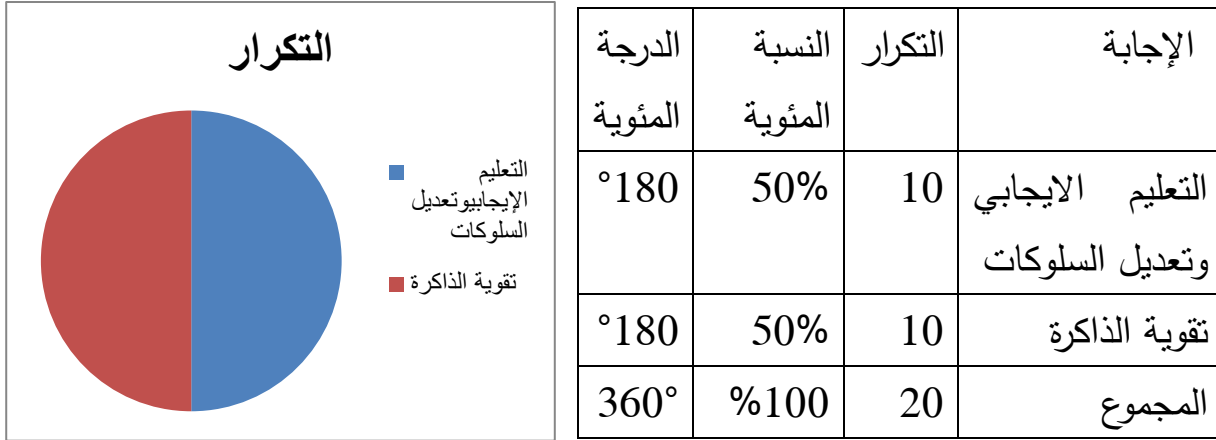 التكرار
التعليم
الإيجابيوتعديل
السلوكات
تقوية الذاكرة
الإجابة التكرار النسبة المئوية الدرجة المئوية
التعليم الايجابي وتعديل السلوكات 10 50% 180°
تقوية الذاكرة 10 50% 180°
المجموع 20 %100 360°